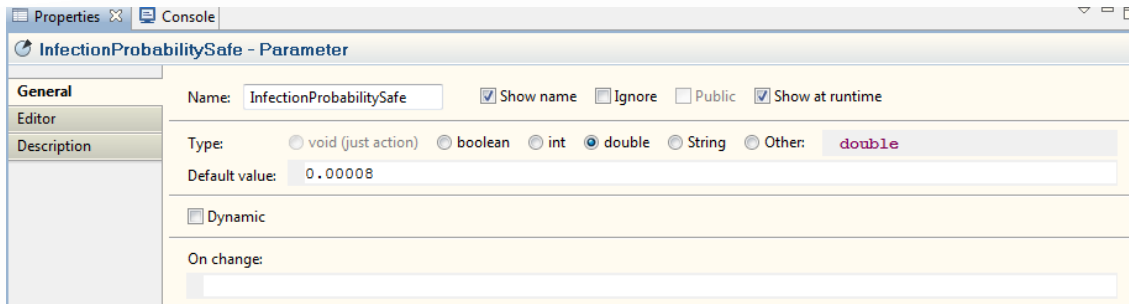 Properties Console
InfectionProbabilitySafe - Parameter
General
Editor
Description
Name: InfectionProbabilitySafe Show name Ignore Public Show at runtime
Type: void (just action) boolean int double String Other: double
Default value: 0.00008
Dynamic
On change: